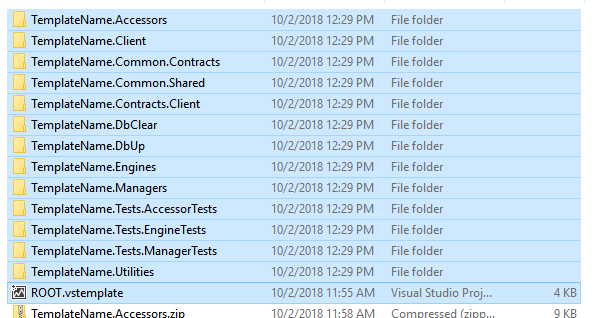 TemplateName.Accessors 10/2/2018 12:29 PM File folder
TemplateName.Client 10/2/2018 12:29 PM File folder
TemplateName.Common.Contracts 10/2/2018 12:29 PM File folder
TemplateName.Common.Shared 10/2/2018 12:29 PM File folder
TemplateName.Contracts.Client 10/2/2018 12:29 PM File folder
TemplateName.DbClear 10/2/2018 12:29 PM File folder
TemplateName.DbUp 10/2/2018 12:29 PM File folder
TemplateName.Engines 10/2/2018 12:29 PM File folder
TemplateName.Managers 10/2/2018 12:29 PM File folder
TemplateName.Tests.AccessorTests 10/2/2018 12:29 PM File folder
TemplateName.Tests.EngineTests 10/2/2018 12:29 PM File folder
TemplateName.Tests.ManagerTests 10/2/2018 12:29 PM File folder
TemplateName.Utilities 10/2/2018 12:29 PM File folder
ROOT.vstemplate 10/2/2018 11:55 AM Visual Studio Proj... 4 KB
TemplateName.Accessors.zip 10/2/2018 11:58 AM Compressed (zipp... 9 KB